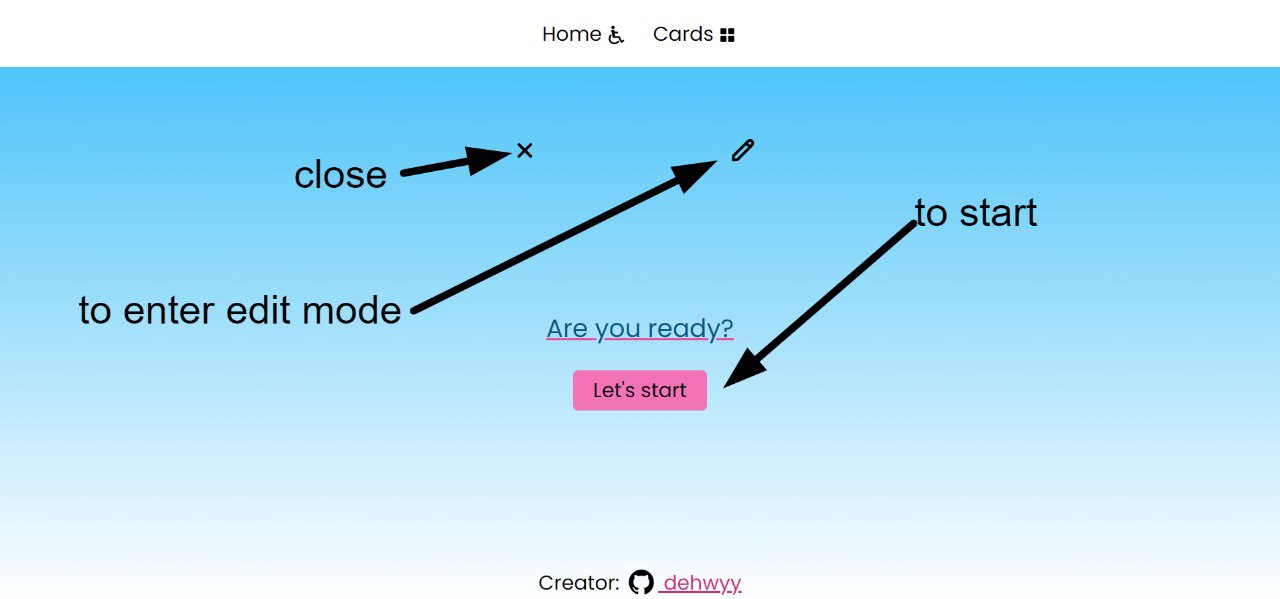 Home Cards
close
to start
to enter edit mode
Are you ready?
Let's start
Creator: dehwyy